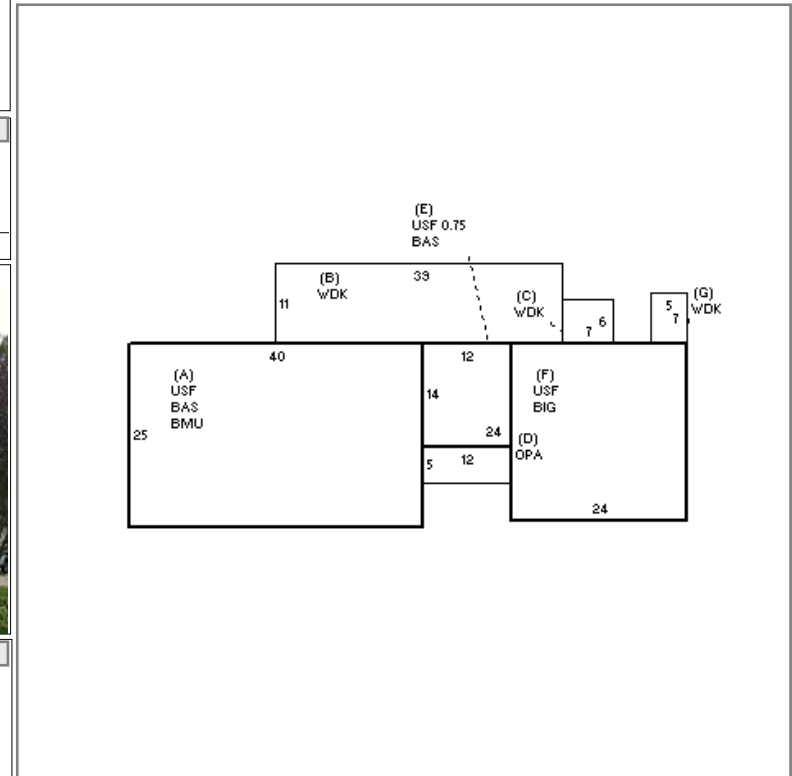 (E)
USF 0.75
BAS
39
(B)
WDK
11
(C)
WDK
6
7
5
7
(G)
WDK
40
12
(A)
USF
BAS
BMU
25
14
24
(F)
USF
BIG
(D)
OPA
5
12
24